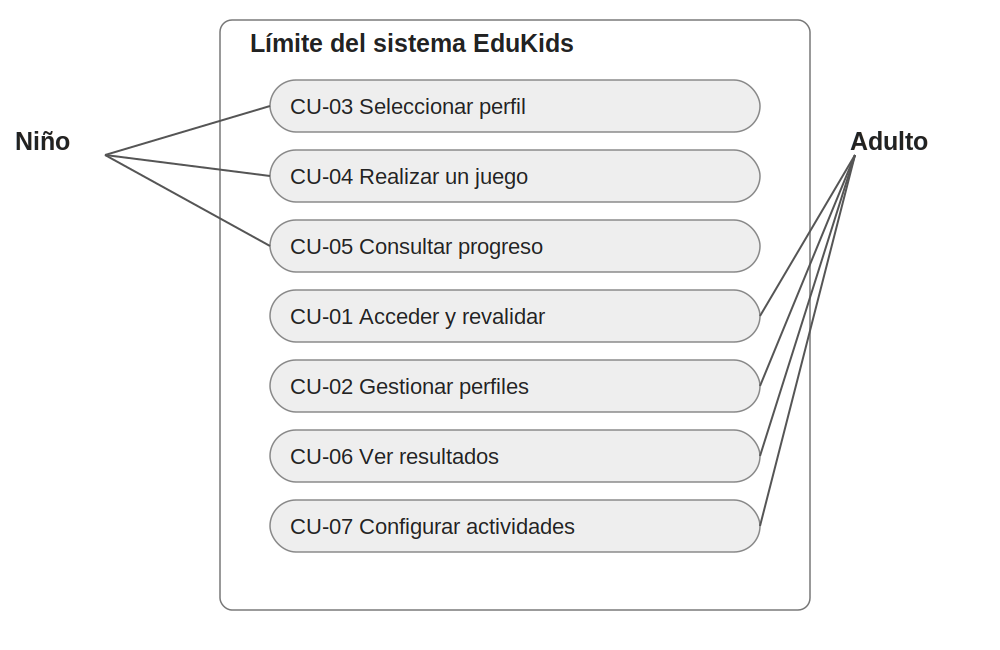 Límite del sistema EduKids
Niño
Adulto
CU-03 Seleccionar perfil
CU-04 Realizar un juego
CU-05 Consultar progreso
CU-01 Acceder y revalidar
CU-02 Gestionar perfiles
CU-06 Ver resultados
CU-07 Configurar actividades